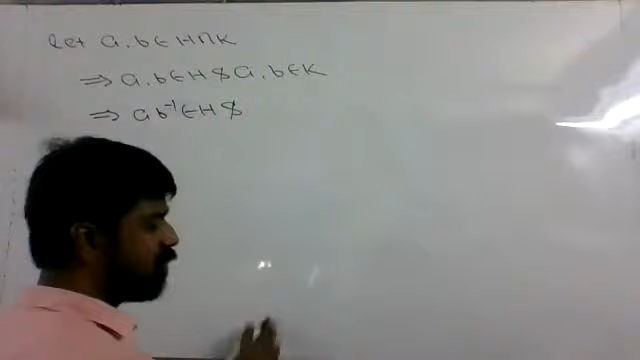 Let a,b∈H∩K
⇒ a,b∈H & a,b∈K
⇒ ab⁻¹∈H &